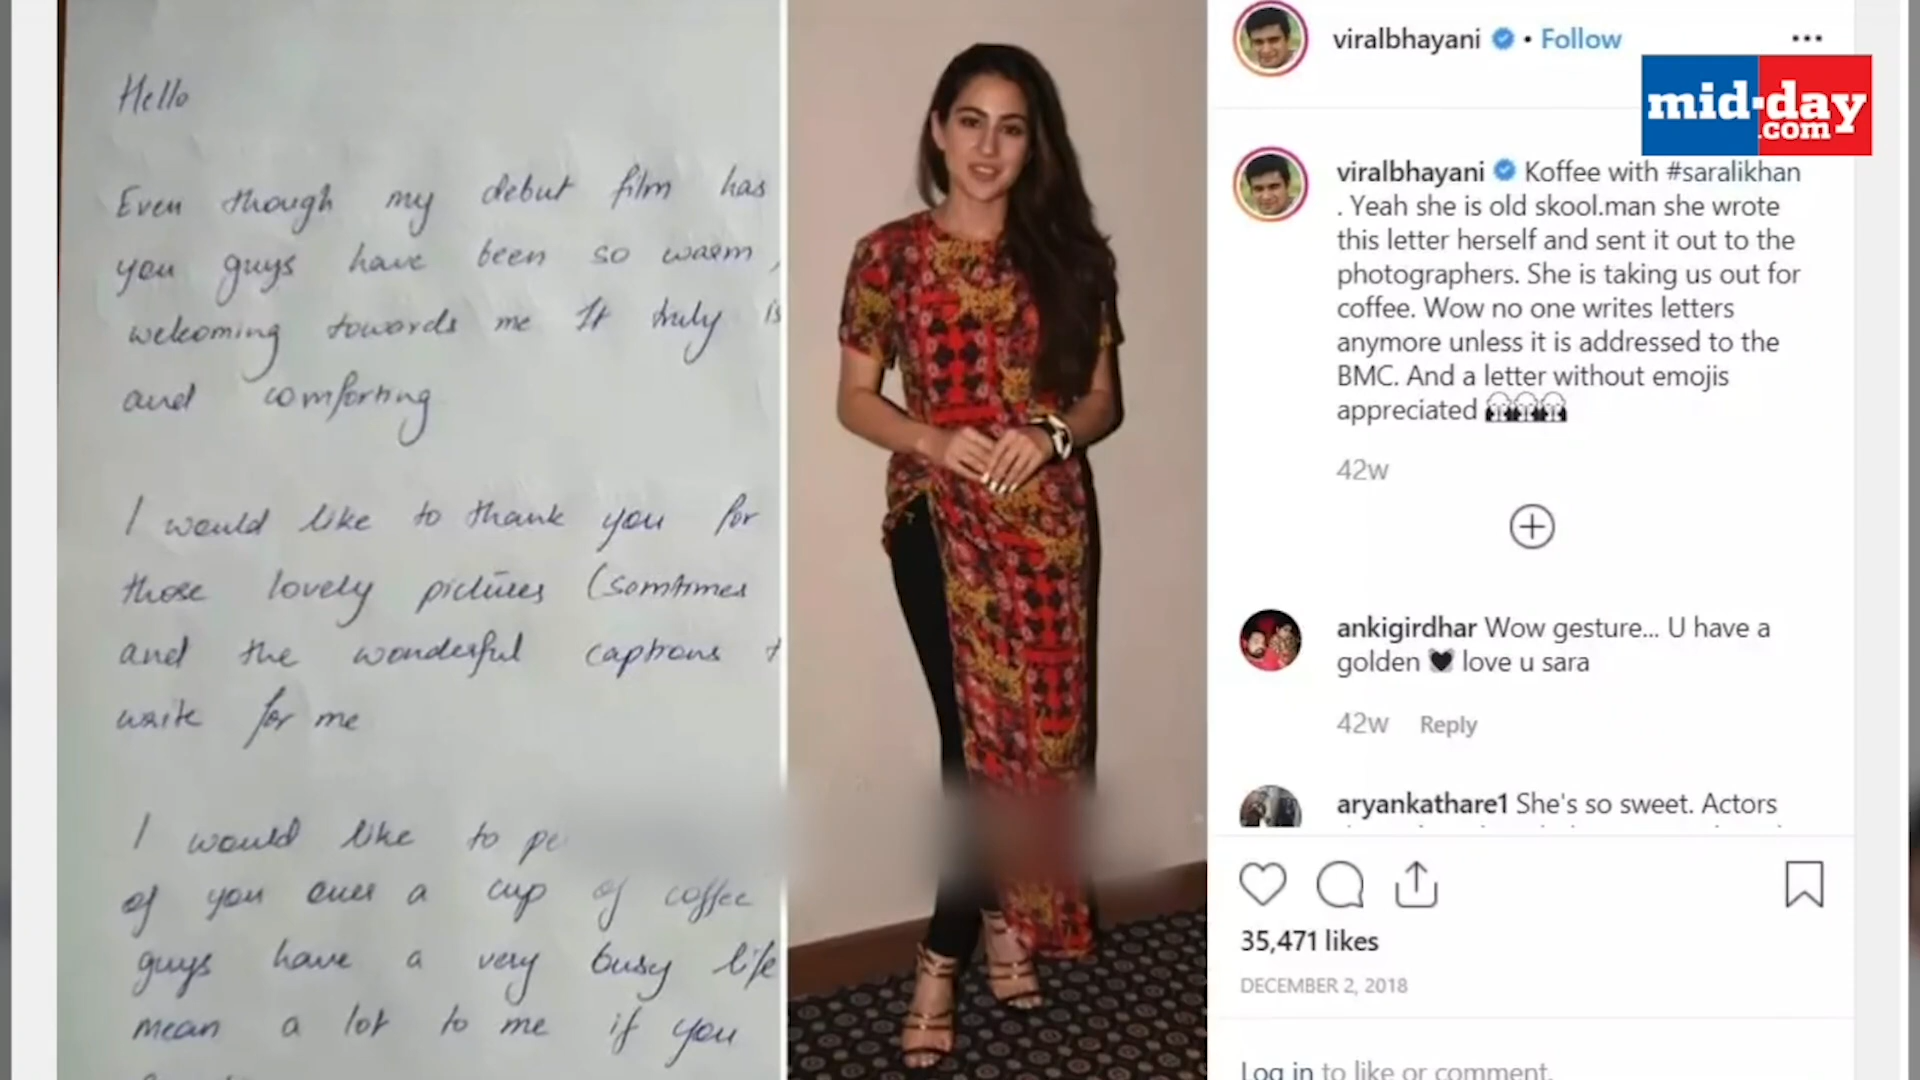 Hello
Even though my debut film has
you guys have been so warm,
welcoming towards me It truly is
and comforting
I would like to thank you for
those lovely pictures (somtimes
and the wonderful captions t
write for me
I would like to pe
of you over a cup of coffee
guys have a very busy life
mean a lot to me if you
viralbhayani • Follow
mid-day
.com
viralbhayani Koffee with #saralikhan
. Yeah she is old skool.man she wrote
this letter herself and sent it out to the
photographers. She is taking us out for
coffee. Wow no one writes letters
anymore unless it is addressed to the
BMC. And a letter without emojis
appreciated
42w
ankigirdhar Wow gesture... U have a
golden 🖤 love u sara
42w Reply
aryankathare1 She's so sweet. Actors
35,471 likes
DECEMBER 2, 2018
Log in to like or comment.